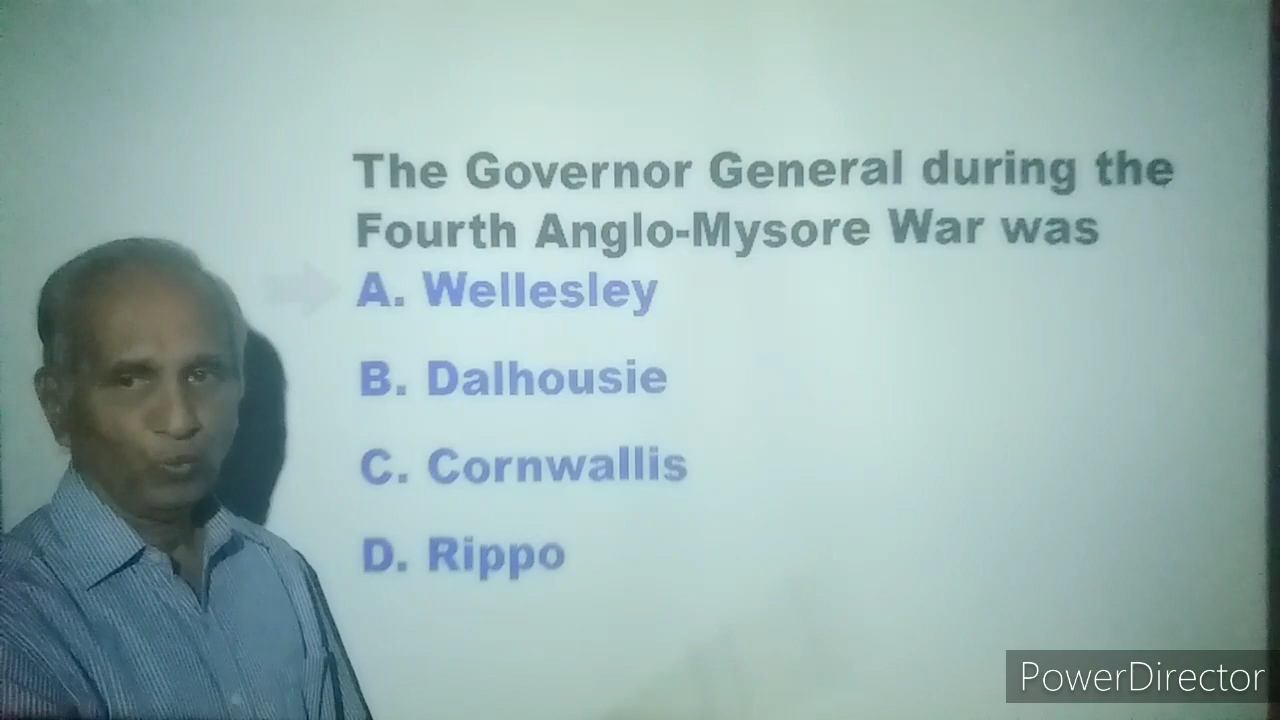 The Governor General during the
Fourth Anglo-Mysore War was
A. Wellesley
B. Dalhousie
C. Cornwallis
D. Rippo
PowerDirector